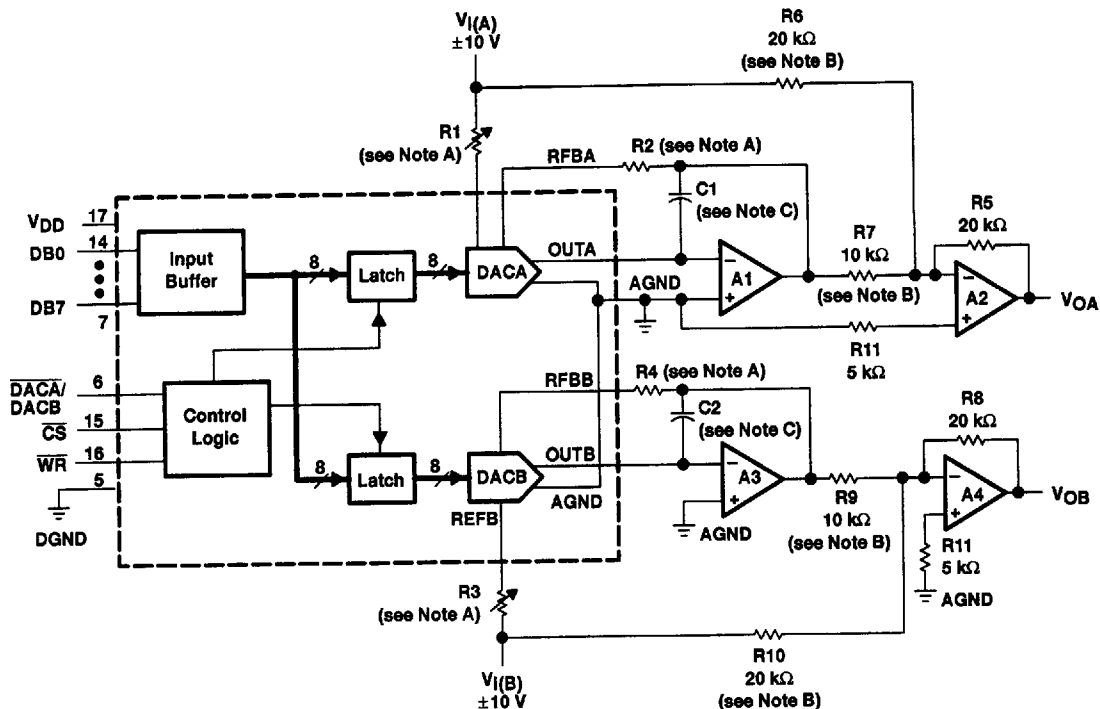 VI(A)
±10 V
R6
20 kΩ
(see Note B)
R1
(see Note A)
RFBA
R2 (see Note A)
C1
(see Note C)
R5
20 kΩ
VDD
17
DB0
14
DB7
7
Input
Buffer
8
Latch
8
DACA
OUTA
AGND
A1
R7
10 kΩ
(see Note B)
A2
VOA
R11
5 kΩ
DACA/
DACB
6
CS
15
WR
16
5
DGND
Control
Logic
RFBB
R4 (see Note A)
C2
(see Note C)
R8
20 kΩ
8
Latch
8
DACB
OUTB
AGND
REFB
A3
AGND
R9
10 kΩ
(see Note B)
A4
VOB
R11
5 kΩ
AGND
R3
(see Note A)
R10
20 kΩ
(see Note B)
VI(B)
±10 V